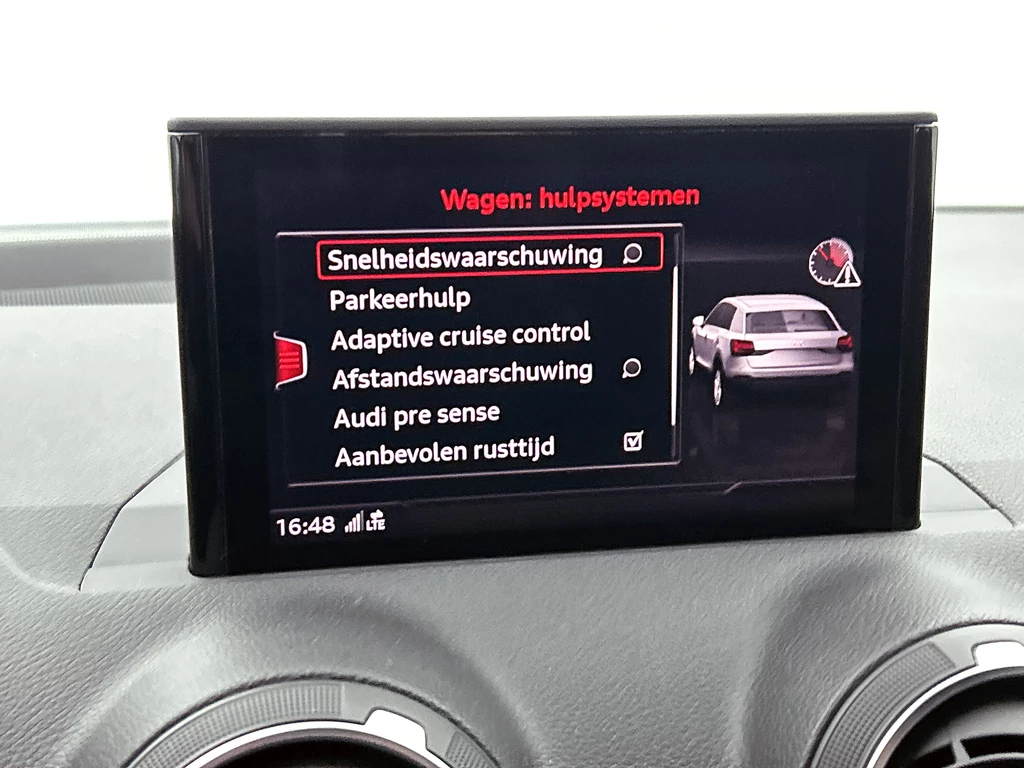 Wagen: hulpsystemen
Snelheidswaarschuwing
Parkeerhulp
Adaptive cruise control
Afstandswaarschuwing
Audi pre sense
Aanbevolen rusttijd
16:48 LTE